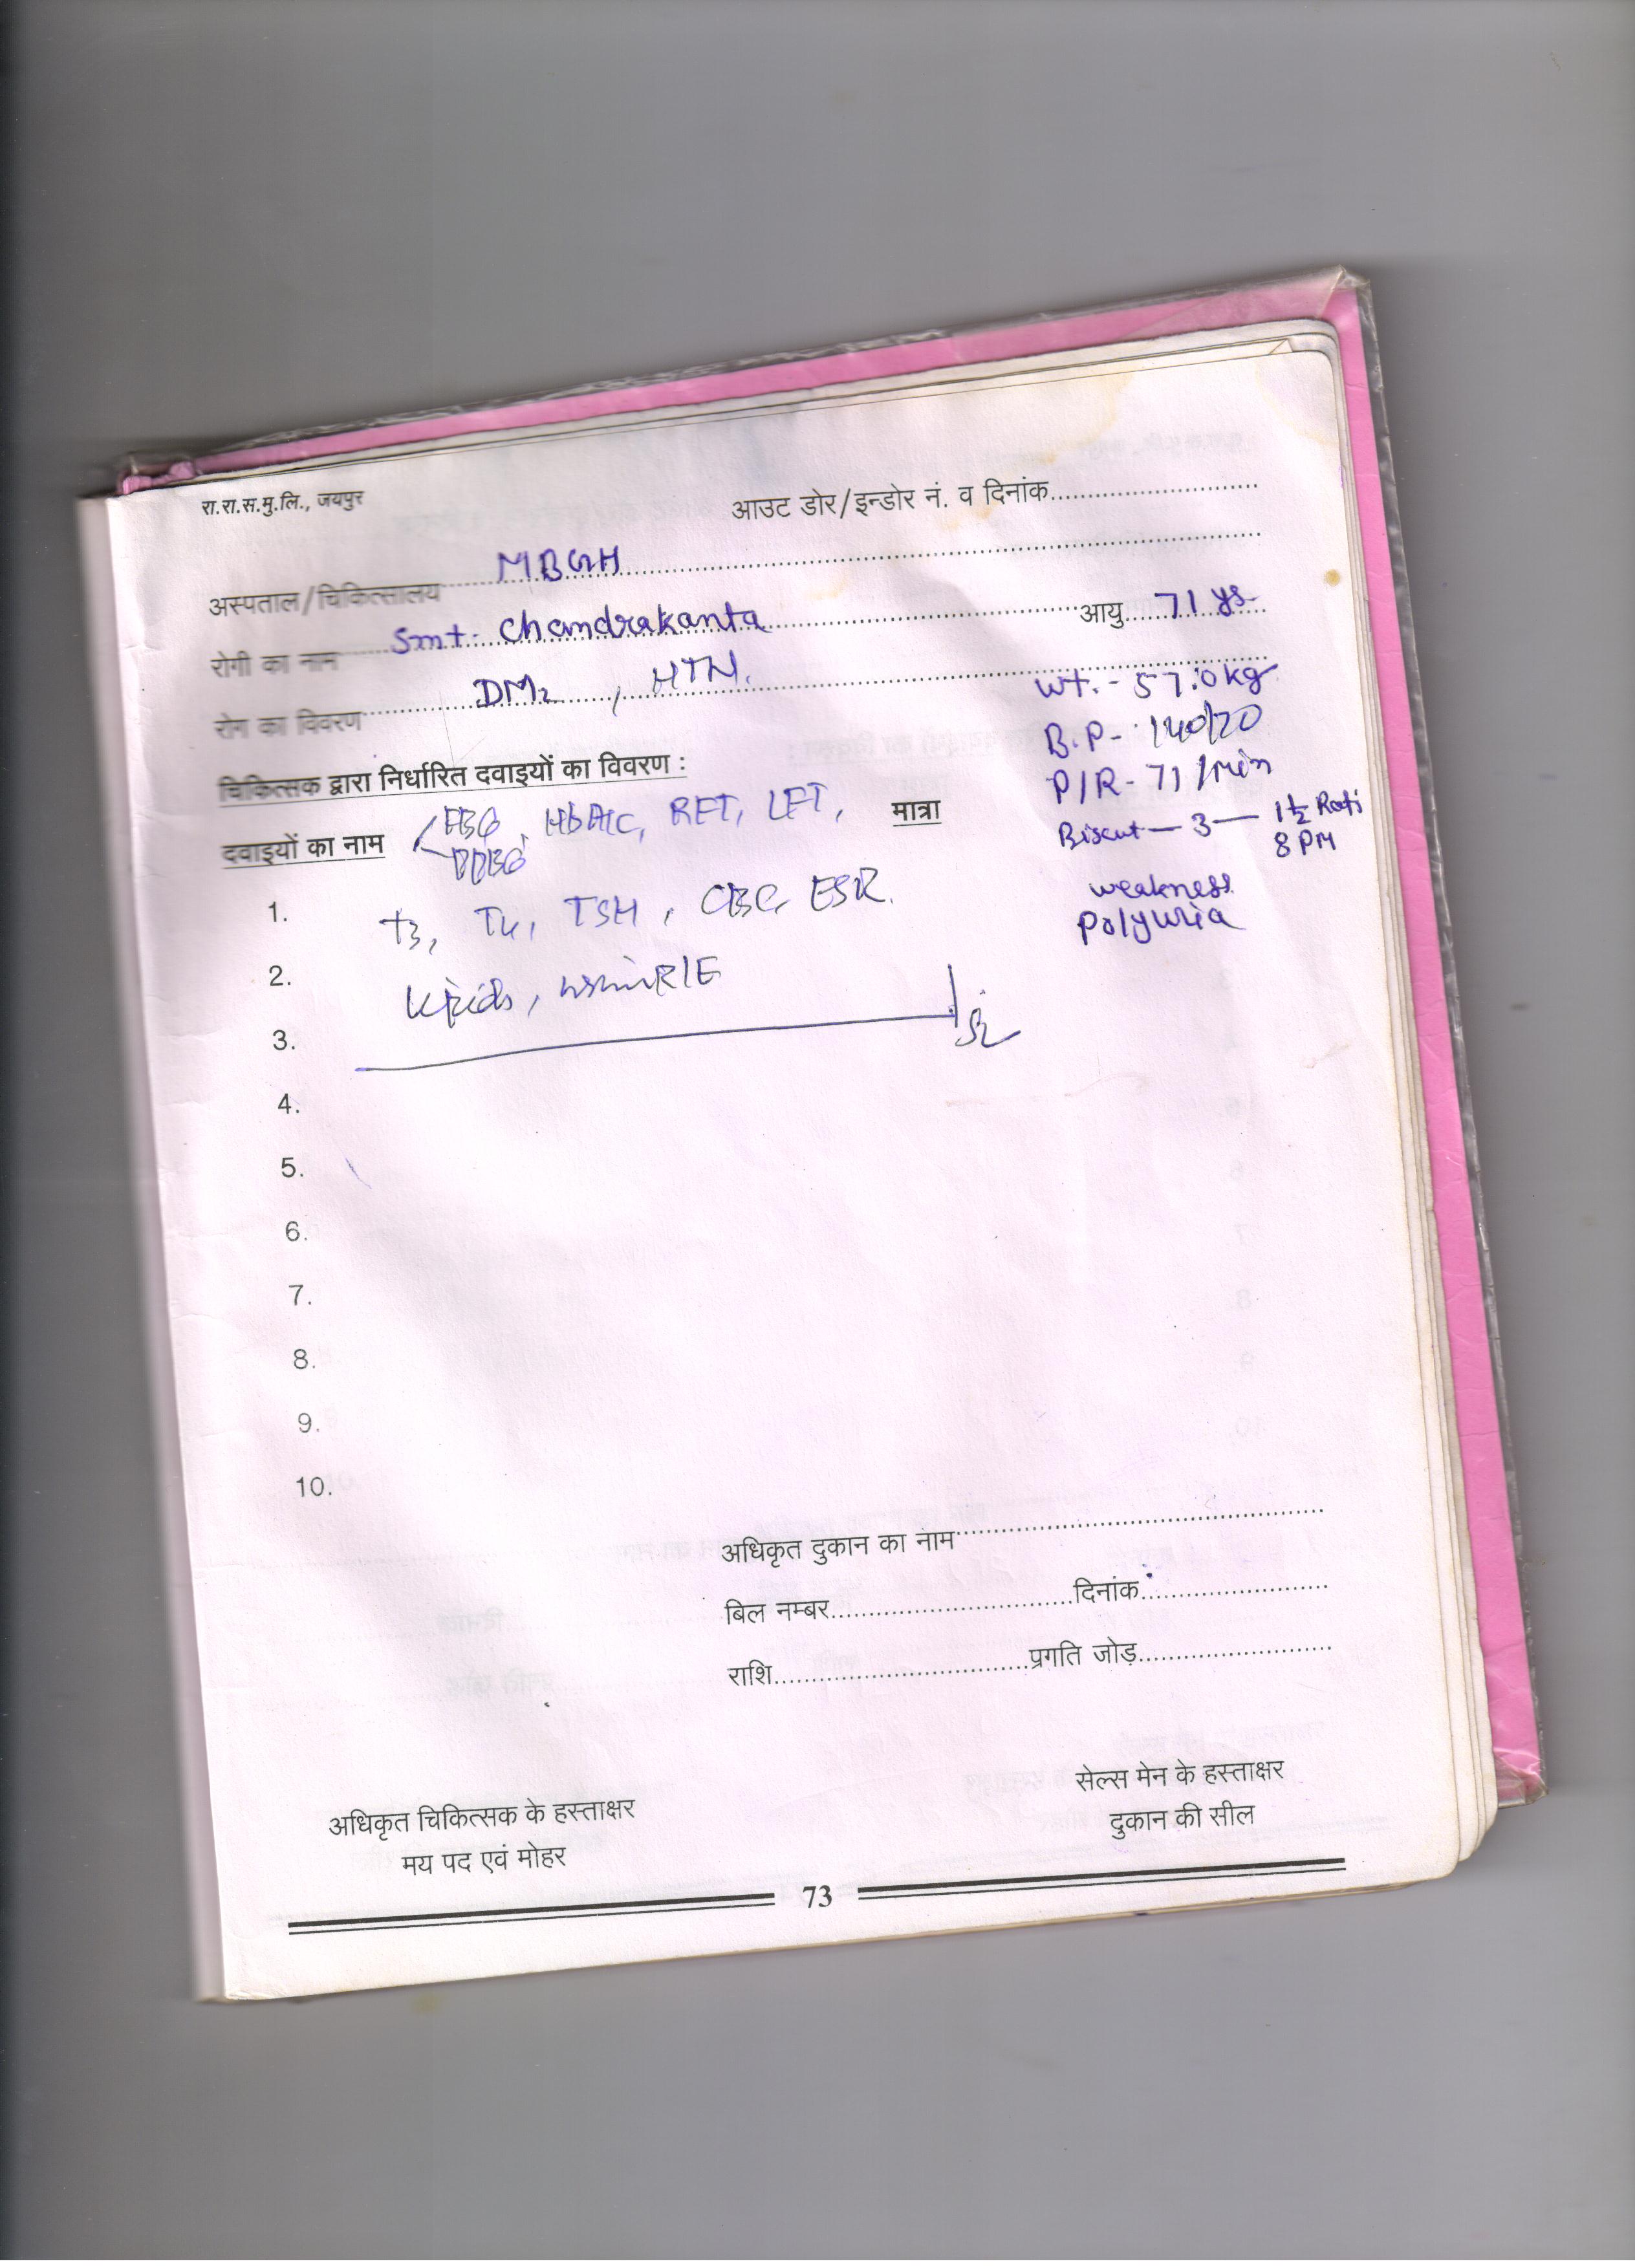 रा.रा.स.मु.लि., जयपुर
आउट डोर/इन्डोर नं. व दिनांक
अस्पताल/चिकित्सालय MBGH
रोगी का नाम Smt. Chandrakanta आयु 71 ys
रोग का विवरण DM2, HTN.
Wt. - 57.0 kg
B.P - 140/70
P/R - 71/min
Biscut — 3 — 1½ Roti
8 PM
weakness
Polyuria
चिकित्सक द्वारा निर्धारित दवाइयों का विवरण :
दवाइयों का नाम FBG, HbA1c, RFT, LFT, मात्रा
PPBG
1. T3, T4, TSH, CBC, ESR.
2. Lipids, R/E
3.
4.
5.
6.
7.
8.
9.
10.
अधिकृत दुकान का नाम
बिल नम्बर दिनांक
राशि प्रगति जोड़
सेल्स मेन के हस्ताक्षर
दुकान की सील
अधिकृत चिकित्सक के हस्ताक्षर
मय पद एवं मोहर
73